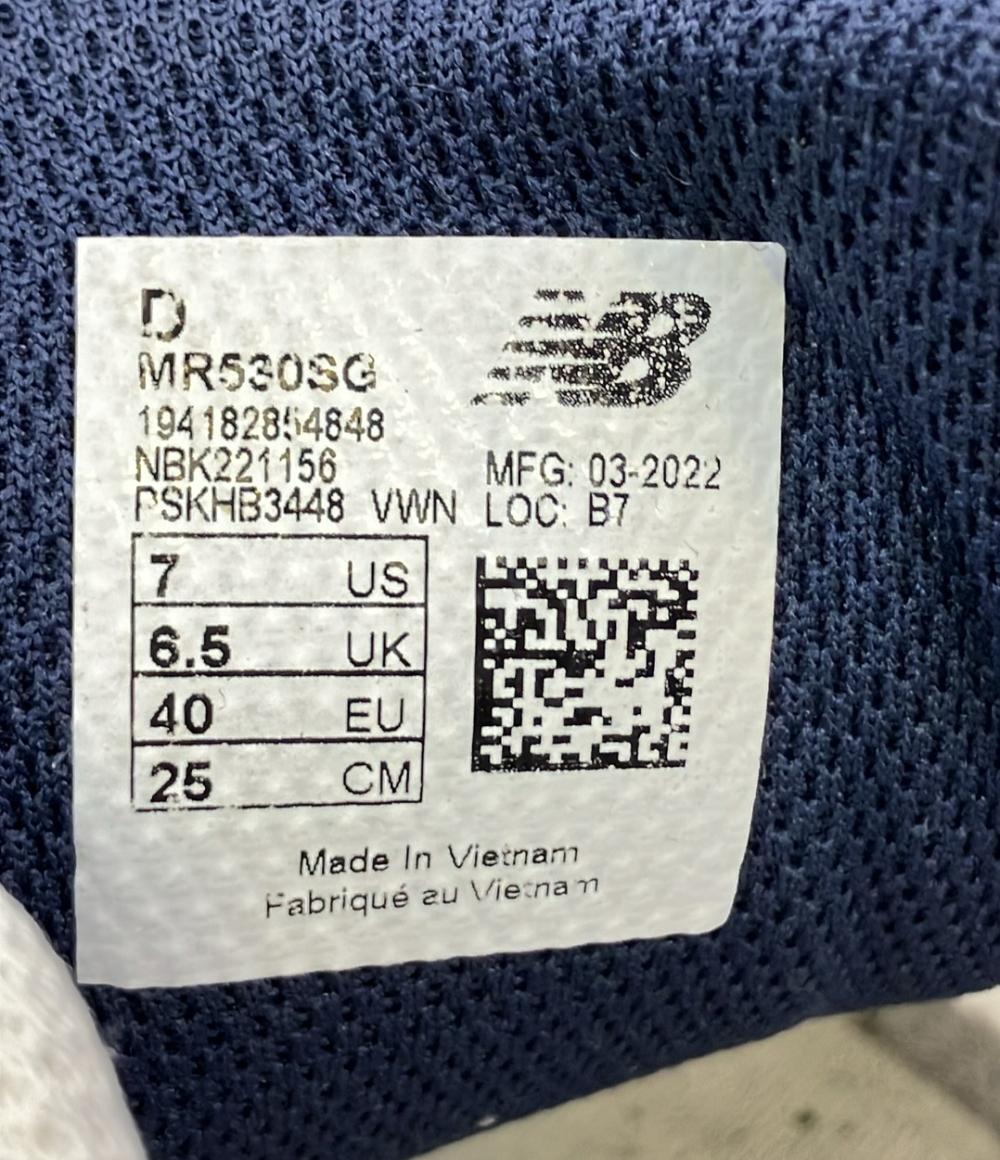 D
MR530SG
194182854848
NBK221156
PSKHB3448 VWN
MFG: 03-2022
LOC: B7
7 US
6.5 UK
40 EU
25 CM
Made In Vietnam
Fabriqué au Vietnam